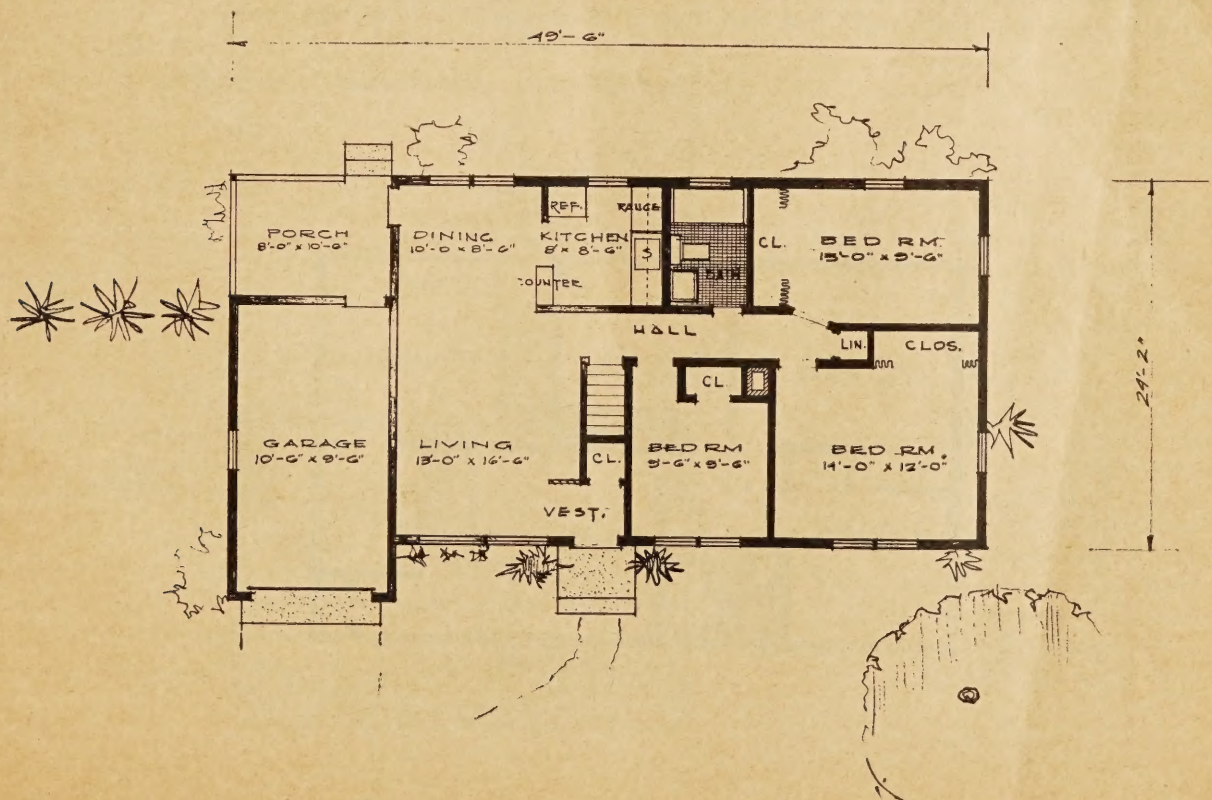 49'-6"
PORCH
8'-0" x 10'-6"
DINING
10'-0 x 8'-6"
REF.
RANGE
KITCHEN
8' x 8'-6"
S
COUNTER
BATH
CL.
BED RM.
15'-0" x 9'-6"
HALL
LIN.
CLOS.
24'-2"
CL.
GARAGE
10'-6" x 9'-6"
LIVING
13'-0" x 16'-6"
CL.
BED RM
9'-6" x 9'-6"
BED RM.
14'-0" x 12'-0"
VEST.